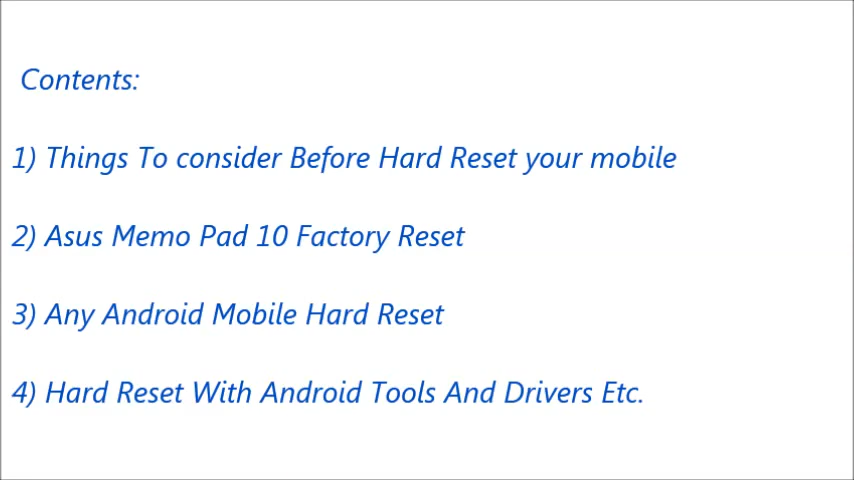 Contents:
1) Things To consider Before Hard Reset your mobile
2) Asus Memo Pad 10 Factory Reset
3) Any Android Mobile Hard Reset
4) Hard Reset With Android Tools And Drivers Etc.